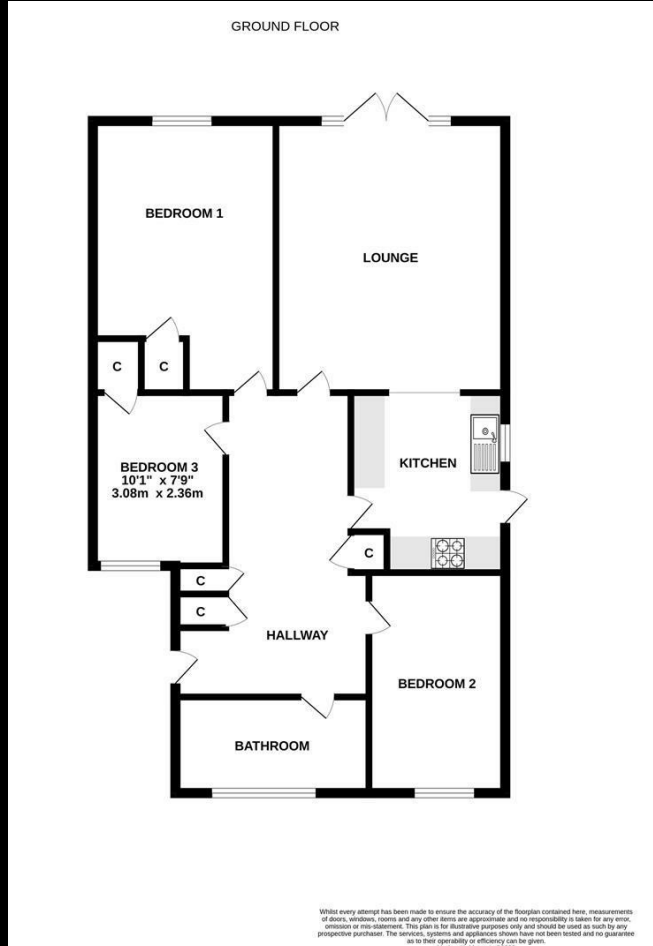 GROUND FLOOR
BEDROOM 1
LOUNGE
C
C
BEDROOM 3
10'1" x 7'9"
3.08m x 2.36m
KITCHEN
C
C
C
HALLWAY
BEDROOM 2
BATHROOM
Whilst every attempt has been made to ensure the accuracy of the floorplan contained here, measurements
of doors, windows, rooms and any other items are approximate and no responsibility is taken for any error,
omission or mis-statement. This plan is for illustrative purposes only and should be used as such by any
prospective purchaser. The services, systems and appliances shown have not been tested and no guarantee
as to their operability or efficiency can be given.